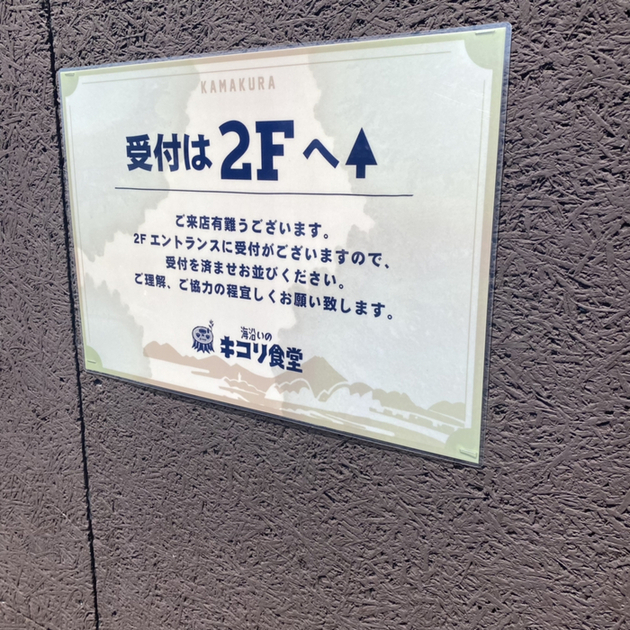 KAMAKURA
受付は2Fへ
ご来店有難うございます。
2Fエントランスに受付がございますので、
受付を済ませお並びください。
ご理解、ご協力の程宜しくお願い致します。
海沿いの
キコリ食堂